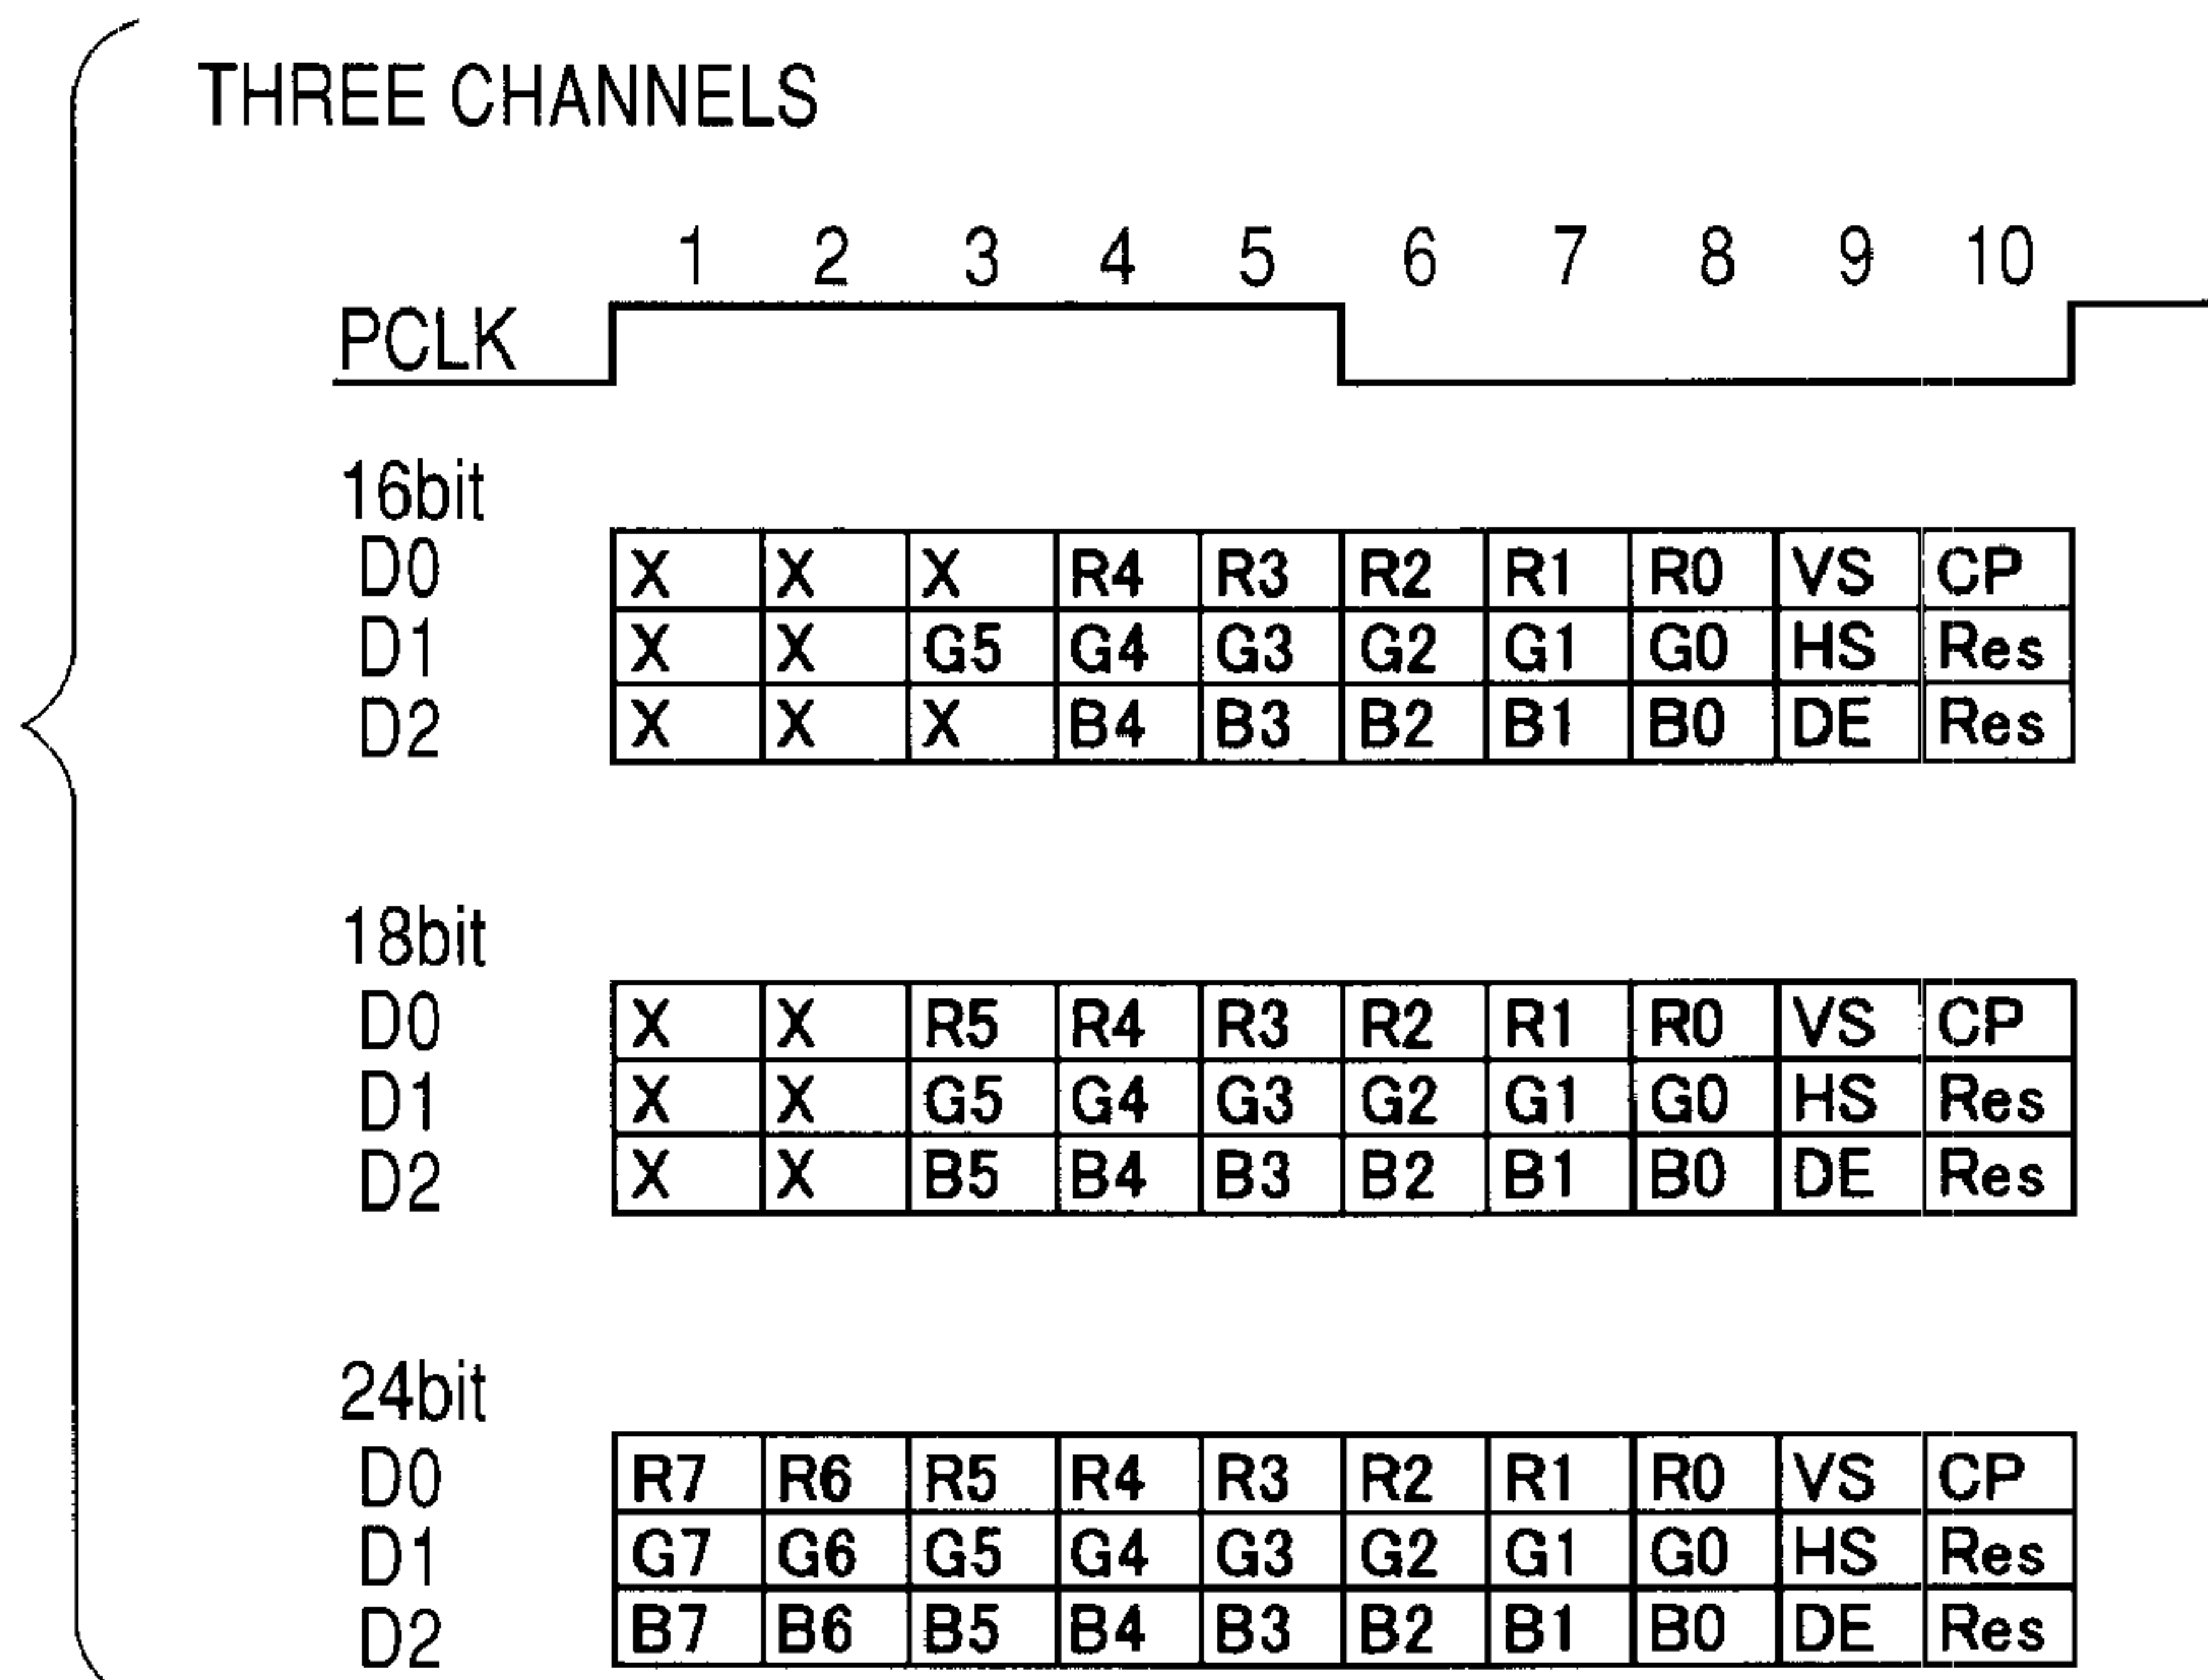 THREE CHANNELS
1 2 3 4 5 6 7 8 9 10
PCLK
16bit
D0 X X X R4 R3 R2 R1 R0 VS CP
D1 X X G5 G4 G3 G2 G1 G0 HS Res
D2 X X X B4 B3 B2 B1 B0 DE Res
18bit
D0 X X R5 R4 R3 R2 R1 R0 VS CP
D1 X X G5 G4 G3 G2 G1 G0 HS Res
D2 X X B5 B4 B3 B2 B1 B0 DE Res
24bit
D0 R7 R6 R5 R4 R3 R2 R1 R0 VS CP
D1 G7 G6 G5 G4 G3 G2 G1 G0 HS Res
D2 B7 B6 B5 B4 B3 B2 B1 B0 DE Res